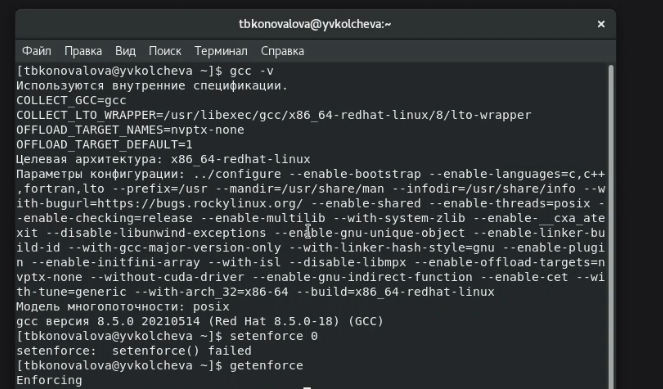 tbkonovalova@yvkolcheva:~
Файл Правка Вид Поиск Терминал Справка
[tbkonovalova@yvkolcheva ~]$ gcc -v
Используются внутренние спецификации.
COLLECT_GCC=gcc
COLLECT_LTO_WRAPPER=/usr/libexec/gcc/x86_64-redhat-linux/8/lto-wrapper
OFFLOAD_TARGET_NAMES=nvptx-none
OFFLOAD_TARGET_DEFAULT=1
Целевая архитектура: x86_64-redhat-linux
Параметры конфигурации: ../configure --enable-bootstrap --enable-languages=c,c++
,fortran,lto --prefix=/usr --mandir=/usr/share/man --infodir=/usr/share/info --w
ith-bugurl=https://bugs.rockylinux.org/ --enable-shared --enable-threads=posix -
-enable-checking=release --enable-multilib --with-system-zlib --enable-__cxa_ate
xit --disable-libunwind-exceptions --enable-gnu-unique-object --enable-linker-bu
ild-id --with-gcc-major-version-only --with-linker-hash-style=gnu --enable-plugi
n --enable-initfini-array --with-isl --disable-libmpx --enable-offload-targets=n
vptx-none --without-cuda-driver --enable-gnu-indirect-function --enable-cet --wi
th-tune=generic --with-arch_32=x86-64 --build=x86_64-redhat-linux
Модель многопоточности: posix
gcc версия 8.5.0 20210514 (Red Hat 8.5.0-18) (GCC)
[tbkonovalova@yvkolcheva ~]$ setenforce 0
setenforce:  setenforce() failed
[tbkonovalova@yvkolcheva ~]$ getenforce
Enforcing